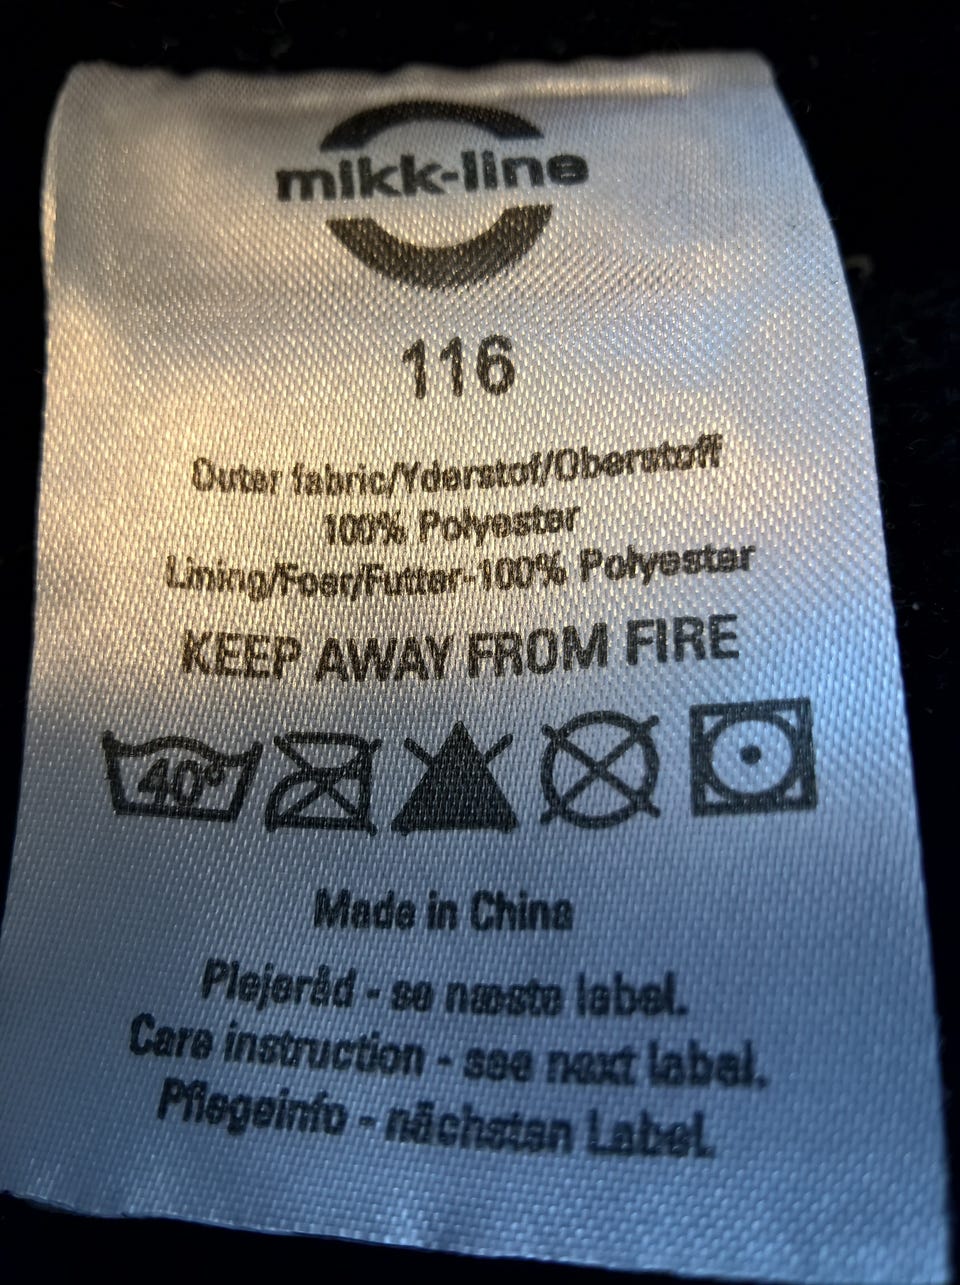 mikk-line
116
Outer fabric/Yderstof/Oberstoff
100% Polyester
Lining/Foer/Futter-100% Polyester
KEEP AWAY FROM FIRE
40°
Made in China
Plejeråd - se næste label.
Care instruction - see next label.
Pflegeinfo - nächsten Label.